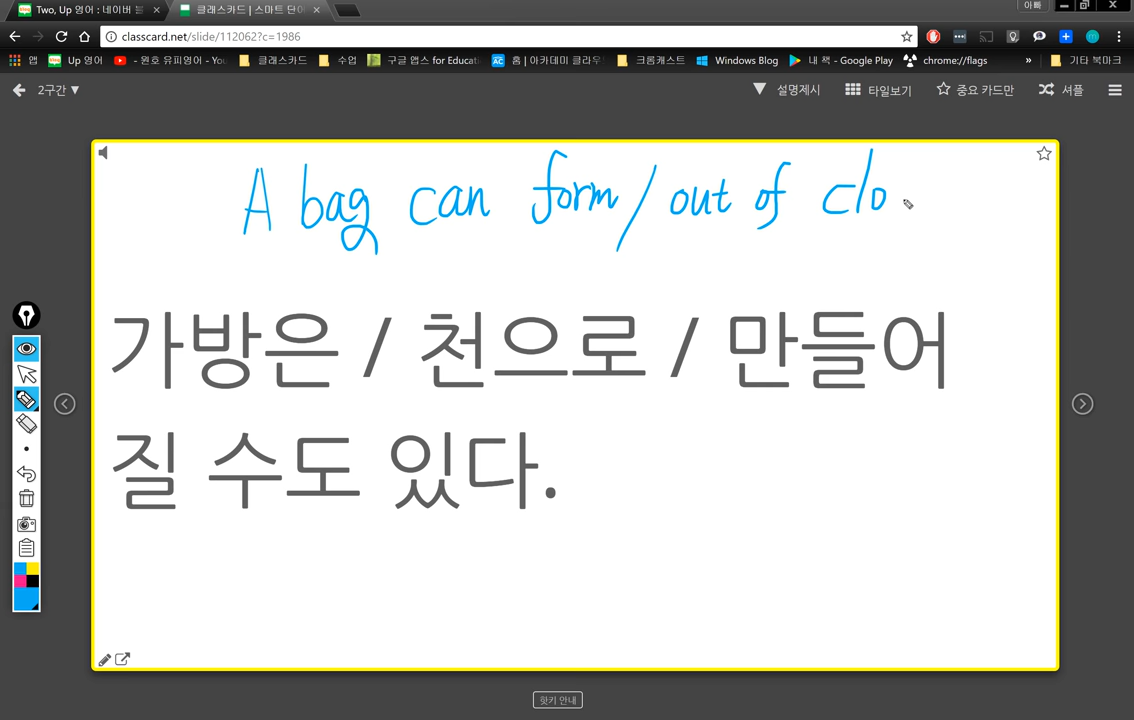 Two, Up 영어 : 네이버 블
클래스카드 | 스마트 단어
아빠
classcard.net/slide/112062?c=1986
앱
Up 영어
- 원호 유피영어 - You
클래스카드
수업
구글 앱스 for Educati
홈 | 아카데미 클라우드
크롬캐스트
Windows Blog
내 책 - Google Play
chrome://flags
»
기타 북마크
2구간 ▼
▼ 설명제시
타일보기
중요 카드만
셔플
A bag can form / out of clo
가방은 / 천으로 / 만들어
질 수도 있다.
핫키 안내